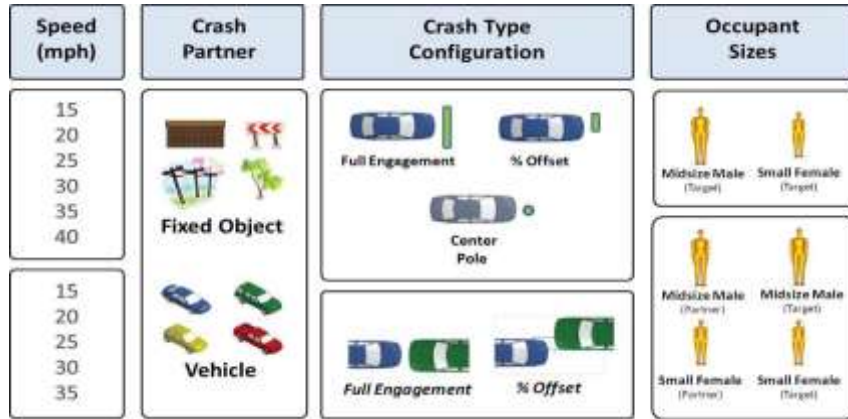 Speed
(mph)
Crash
Partner
Crash Type
Configuration
Occupant
Sizes
15
20
25
30
35
40
Fixed Object
Full Engagement
% Offset
Center
Pole
Midsize Male
(Target)
Small Female
(Target)
15
20
25
30
35
Vehicle
Full Engagement
% Offset
Midsize Male
(Partner)
Midsize Male
(Target)
Small Female
(Partner)
Small Female
(Target)